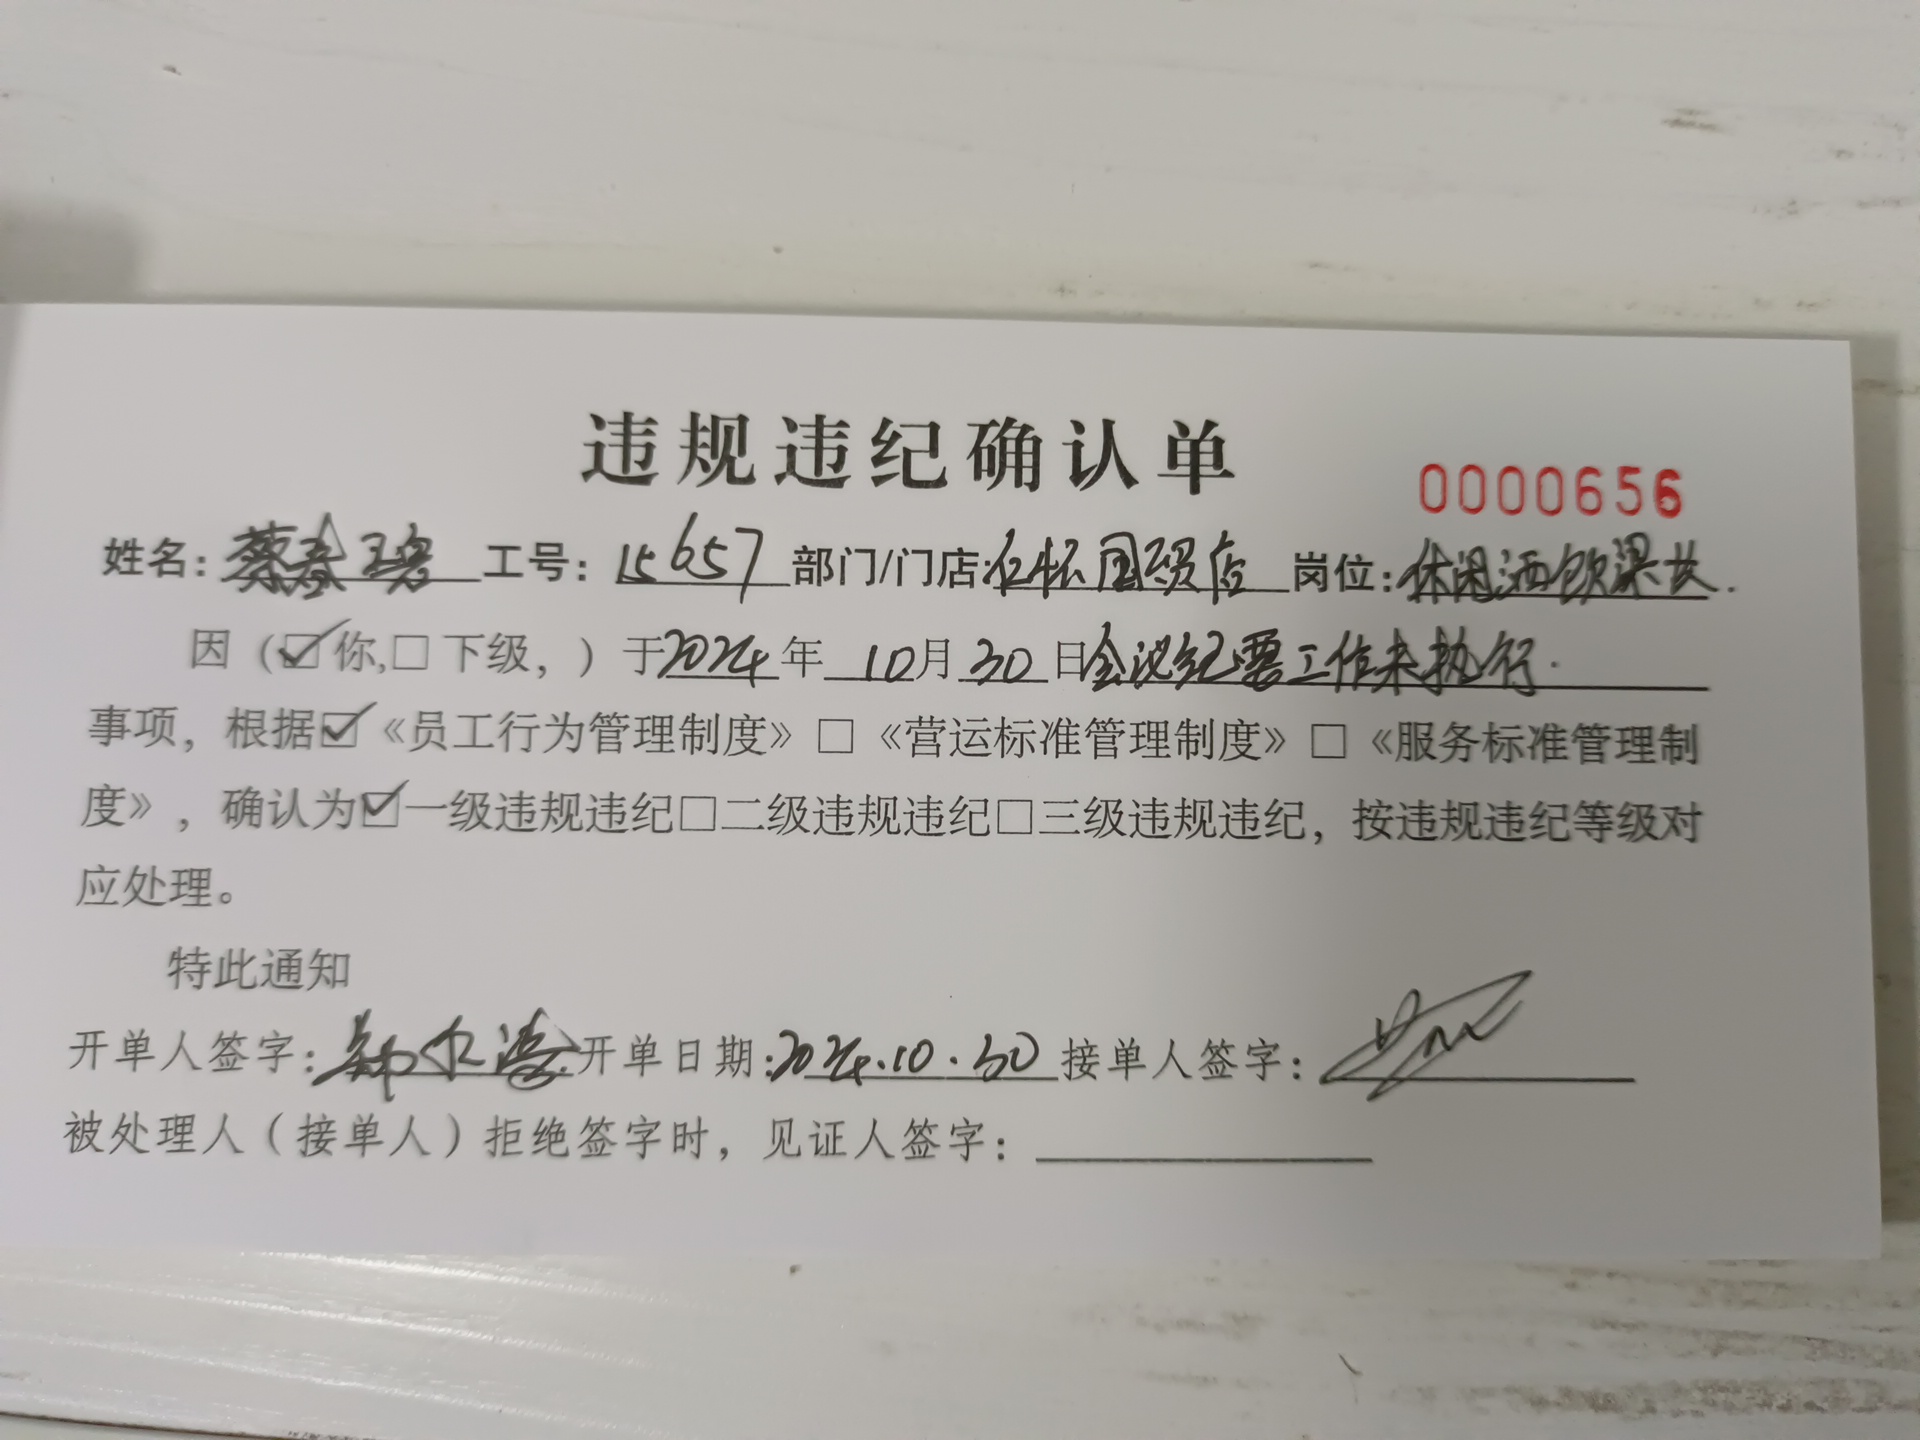 违规违纪确认单
0000656
姓名：蔡春 工号：15657 部门/门店：仁怀国贸店 岗位：休闲酒饮课长.
因（☑你,□下级，）于2024年10月30日会议纪要工作未执行.
事项，根据☑《员工行为管理制度》□《营运标准管理制度》□《服务标准管理制
度》，确认为☑一级违规违纪□二级违规违纪□三级违规违纪，按违规违纪等级对
应处理。
特此通知
开单人签字： 开单日期：2024.10.30 接单人签字：
被处理人（接单人）拒绝签字时，见证人签字：